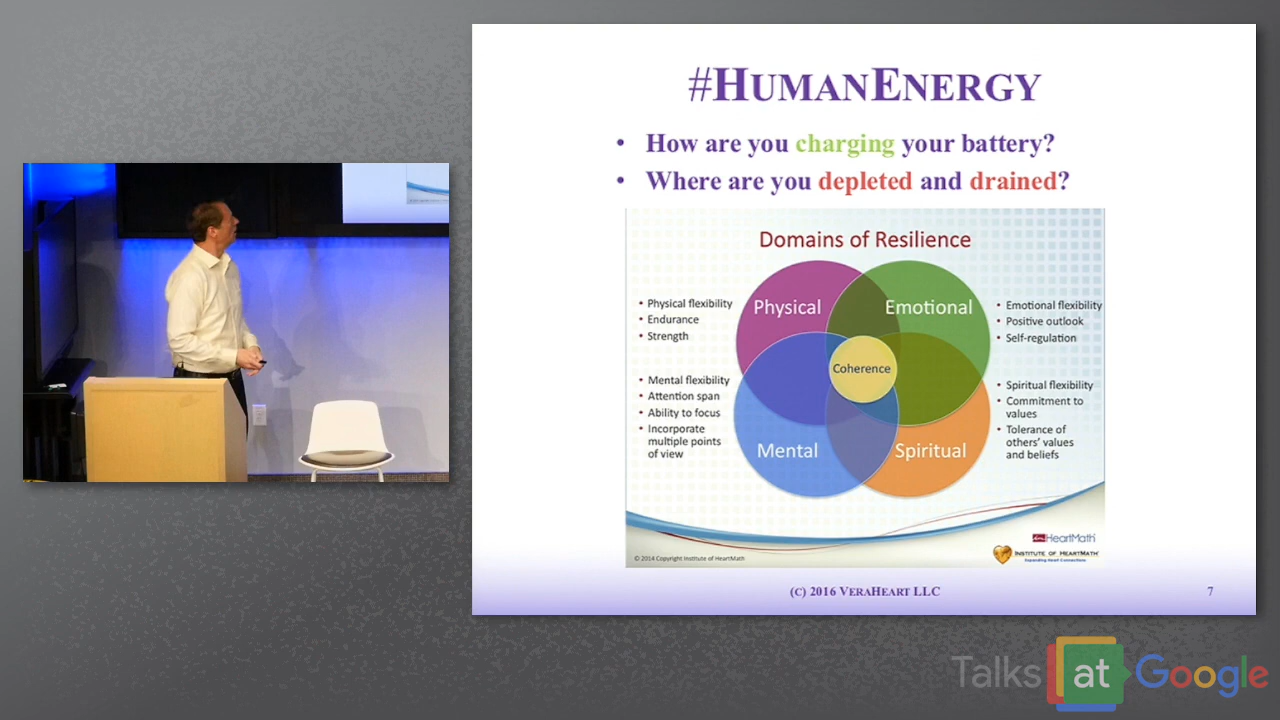 #HUMANENERGY
• How are you charging your battery?
• Where are you depleted and drained?
Domains of Resilience
Physical
Emotional
• Physical flexibility
• Endurance
• Strength
• Emotional flexibility
• Positive outlook
• Self-regulation
Coherence
• Mental flexibility
• Attention span
• Ability to focus
• Incorporate
multiple points
of view
• Spiritual flexibility
• Commitment to
values
• Tolerance of
others' values
and beliefs
Mental
Spiritual
HeartMath
INSTITUTE OF HEARTMATH
Expanding Heart Connections
© 2014 Copyright Institute of HeartMath
(C) 2016 VERAHEART LLC
7
Talks at Google